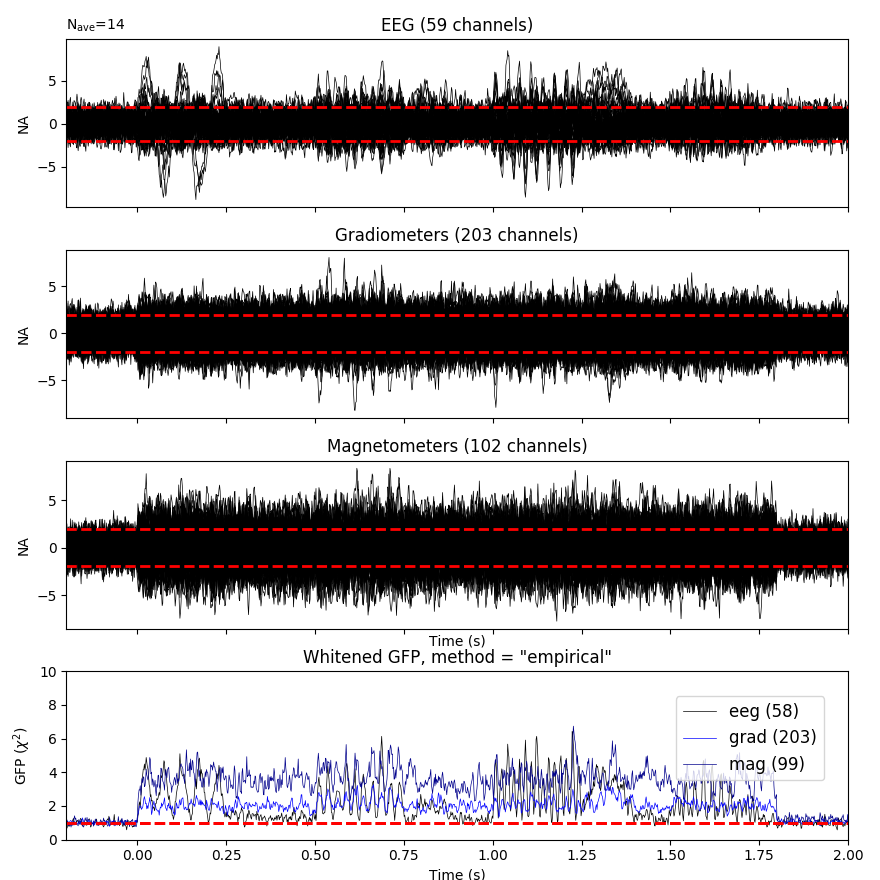 N_ave=14
EEG (59 channels)
5
0
−5
NA
Gradiometers (203 channels)
5
0
−5
NA
Magnetometers (102 channels)
5
0
−5
NA
Time (s)
Whitened GFP, method = "empirical"
10
8
6
4
2
0
GFP (χ²)
eeg (58)
grad (203)
mag (99)
0.00 0.25 0.50 0.75 1.00 1.25 1.50 1.75 2.00
Time (s)